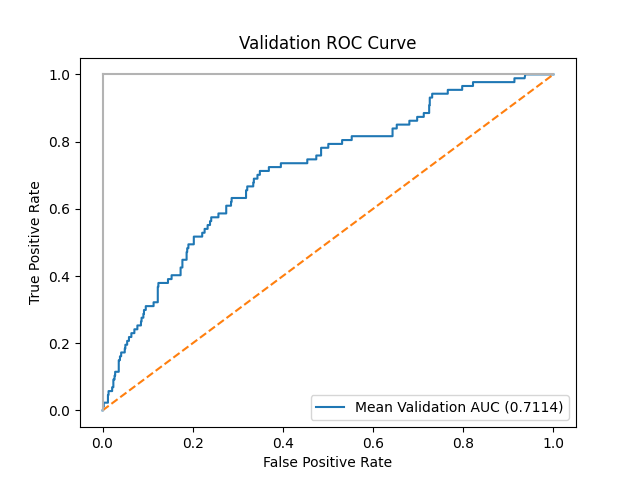 Validation ROC Curve
True Positive Rate
1.0
0.8
0.6
0.4
0.2
0.0
Mean Validation AUC (0.7114)
0.0 0.2 0.4 0.6 0.8 1.0
False Positive Rate